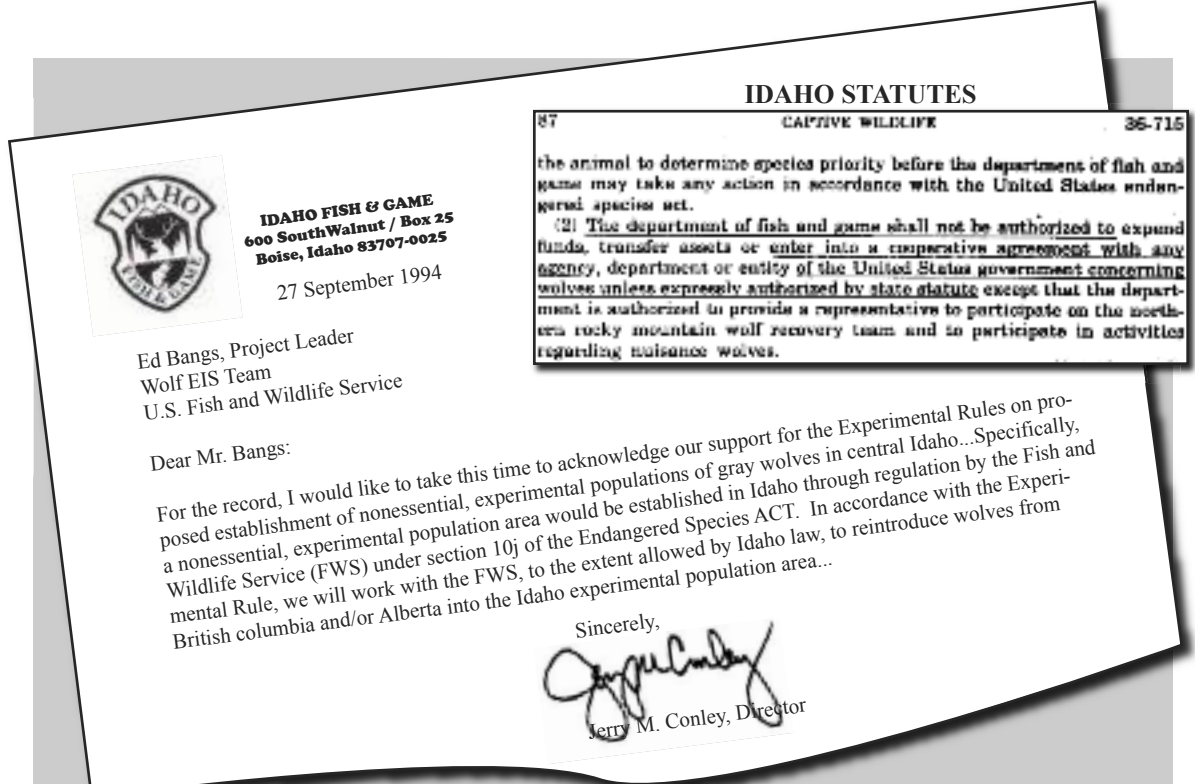 IDAHO STATUTES
87 CAPTIVE WILDLIFE 36-715
the animal to determine species priority before the department of fish and
game may take any action in accordance with the United States endan-
gered species act.
(2) The department of fish and game shall not be authorized to expend
funds, transfer assets or enter into a cooperative agreement with any
agency, department or entity of the United States government concerning
wolves unless expressly authorized by state statute except that the depart-
ment is authorized to provide a representative to participate on the north-
ern rocky mountain wolf recovery team and to participate in activities
regarding nuisance wolves.
IDAHO
FISH & GAME
IDAHO FISH & GAME
600 SouthWalnut / Box 25
Boise, Idaho 83707-0025
27 September 1994
Ed Bangs, Project Leader
Wolf EIS Team
U.S. Fish and Wildlife Service
Dear Mr. Bangs:
For the record, I would like to take this time to acknowledge our support for the Experimental Rules on pro-
posed establishment of nonessential, experimental populations of gray wolves in central Idaho...Specifically,
a nonessential, experimental population area would be established in Idaho through regulation by the Fish and
Wildlife Service (FWS) under section 10j of the Endangered Species ACT.  In accordance with the Experi-
mental Rule, we will work with the FWS, to the extent allowed by Idaho law, to reintroduce wolves from
British columbia and/or Alberta into the Idaho experimental population area...
Sincerely,
Jerry M. Conley
Jerry M. Conley, Director